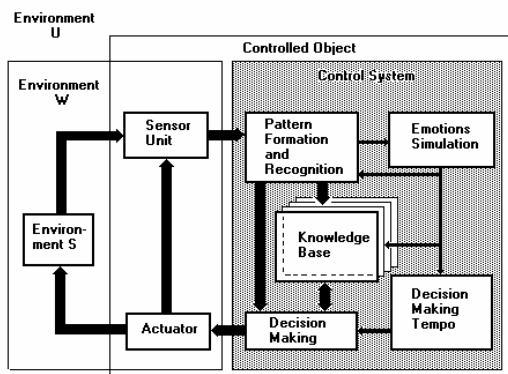 Environment
U
Controlled Object
Environment
W
Control System
Sensor
Unit
Pattern
Formation
and
Recognition
Emotions
Simulation
Environ-
ment S
Knowledge
Base
Decision
Making
Tempo
Actuator
Decision
Making